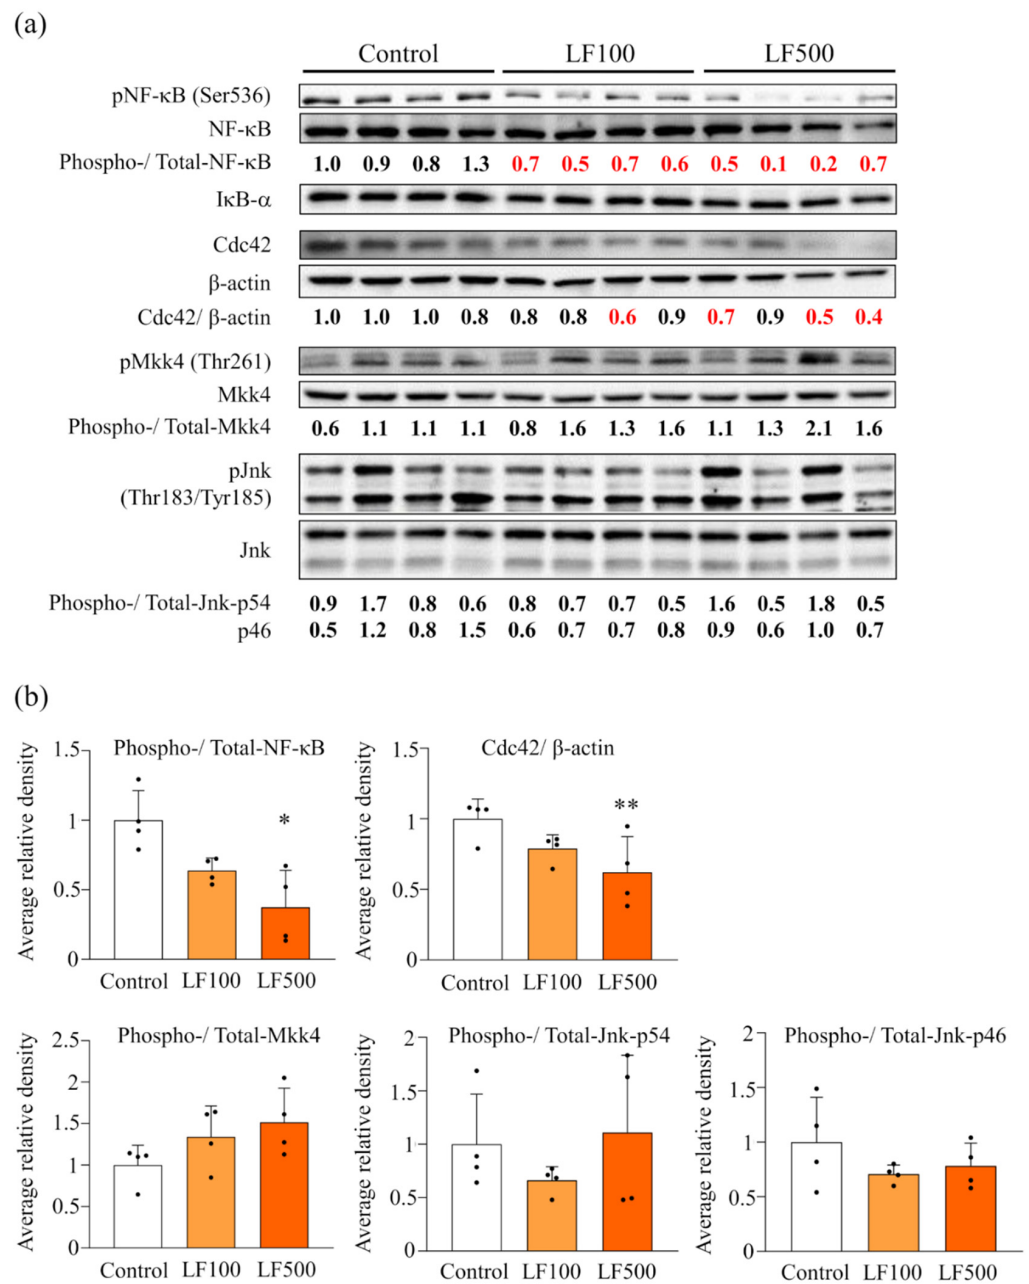 (a)
Control LF100 LF500
pNF-κB (Ser536)
NF-κB
Phospho-/ Total-NF-κB 1.0 0.9 0.8 1.3 0.7 0.5 0.7 0.6 0.5 0.1 0.2 0.7
IκB-α
Cdc42
β-actin
Cdc42/ β-actin 1.0 1.0 1.0 0.8 0.8 0.8 0.6 0.9 0.7 0.9 0.5 0.4
pMkk4 (Thr261)
Mkk4
Phospho-/ Total-Mkk4 0.6 1.1 1.1 1.1 0.8 1.6 1.3 1.6 1.1 1.3 2.1 1.6
pJnk
(Thr183/Tyr185)
Jnk
Phospho-/ Total-Jnk-p54 0.9 1.7 0.8 0.6 0.8 0.7 0.7 0.5 1.6 0.5 1.8 0.5
p46 0.5 1.2 0.8 1.5 0.6 0.7 0.7 0.8 0.9 0.6 1.0 0.7
(b)
Phospho-/ Total-NF-κB
Average relative density
1.5
1
0.5
0
*
Control LF100 LF500
Cdc42/ β-actin
Average relative density
1.5
1
0.5
0
**
Control LF100 LF500
Phospho-/ Total-Mkk4
Average relative density
2.5
2
1.5
1
0.5
0
Control LF100 LF500
Phospho-/ Total-Jnk-p54
Average relative density
2
1.5
1
0.5
0
Control LF100 LF500
Phospho-/ Total-Jnk-p46
Average relative density
2
1.5
1
0.5
0
Control LF100 LF500